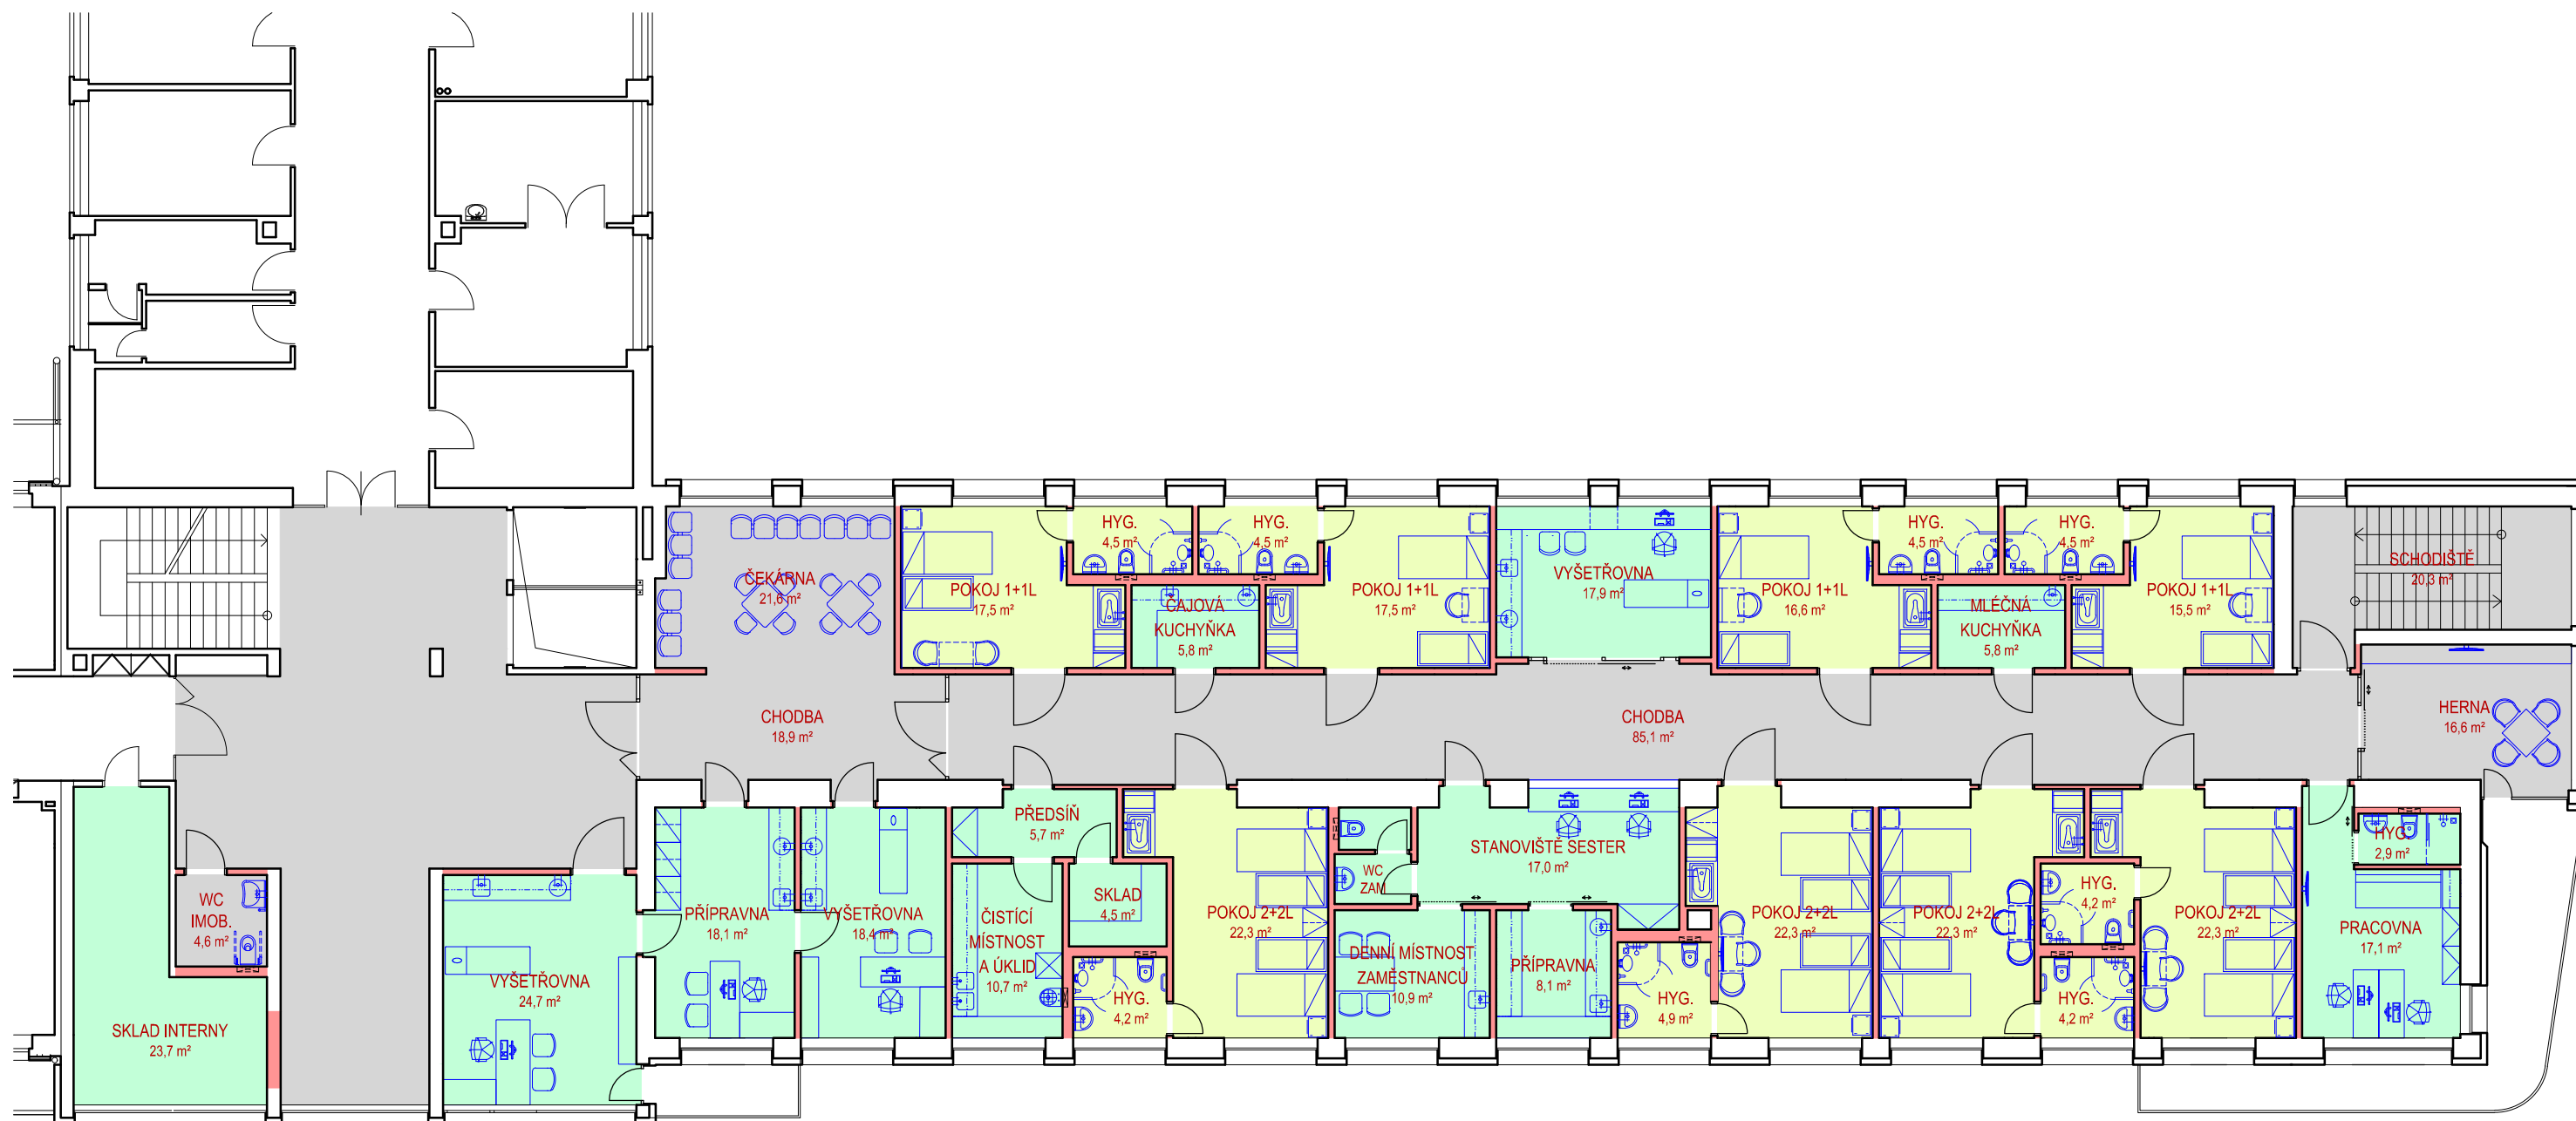 HYG.
4,5 m²
HYG.
4,5 m²
HYG.
4,5 m²
HYG.
4,5 m²
ČEKÁRNA
21,6 m²
POKOJ 1+1L
17,5 m²
ČAJOVÁ
KUCHYŇKA
5,8 m²
POKOJ 1+1L
17,5 m²
VYŠETŘOVNA
17,9 m²
POKOJ 1+1L
16,6 m²
MLÉČNÁ
KUCHYŇKA
5,8 m²
POKOJ 1+1L
15,5 m²
SCHODIŠTĚ
20,3 m²
CHODBA
18,9 m²
CHODBA
85,1 m²
HERNA
16,6 m²
PŘEDSÍŇ
5,7 m²
STANOVIŠTĚ SESTER
17,0 m²
HYG.
2,9 m²
WC
ZAM
WC
IMOB.
4,6 m²
SKLAD
4,5 m²
HYG.
4,2 m²
PŘÍPRAVNA
18,1 m²
VYŠETŘOVNA
18,4 m²
ČISTÍCÍ
MÍSTNOST
A ÚKLID
10,7 m²
POKOJ 2+2L
22,3 m²
POKOJ 2+2L
22,3 m²
POKOJ 2+2L
22,3 m²
POKOJ 2+2L
22,3 m²
PRACOVNA
17,1 m²
VYŠETŘOVNA
24,7 m²
DENNÍ MÍSTNOST
ZAMĚSTNANCŮ
10,9 m²
PŘÍPRAVNA
8,1 m²
HYG.
4,2 m²
HYG.
4,9 m²
HYG.
4,2 m²
SKLAD INTERNY
23,7 m²